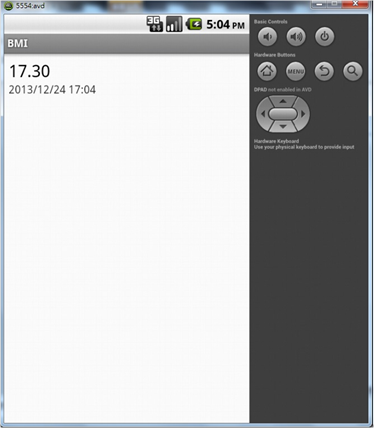 5554:avd
3G 5:04 PM
BMI
17.30
2013/12/24 17:04
Basic Controls
Hardware Buttons
MENU
DPAD not enabled in AVD
Hardware Keyboard
Use your physical keyboard to provide input